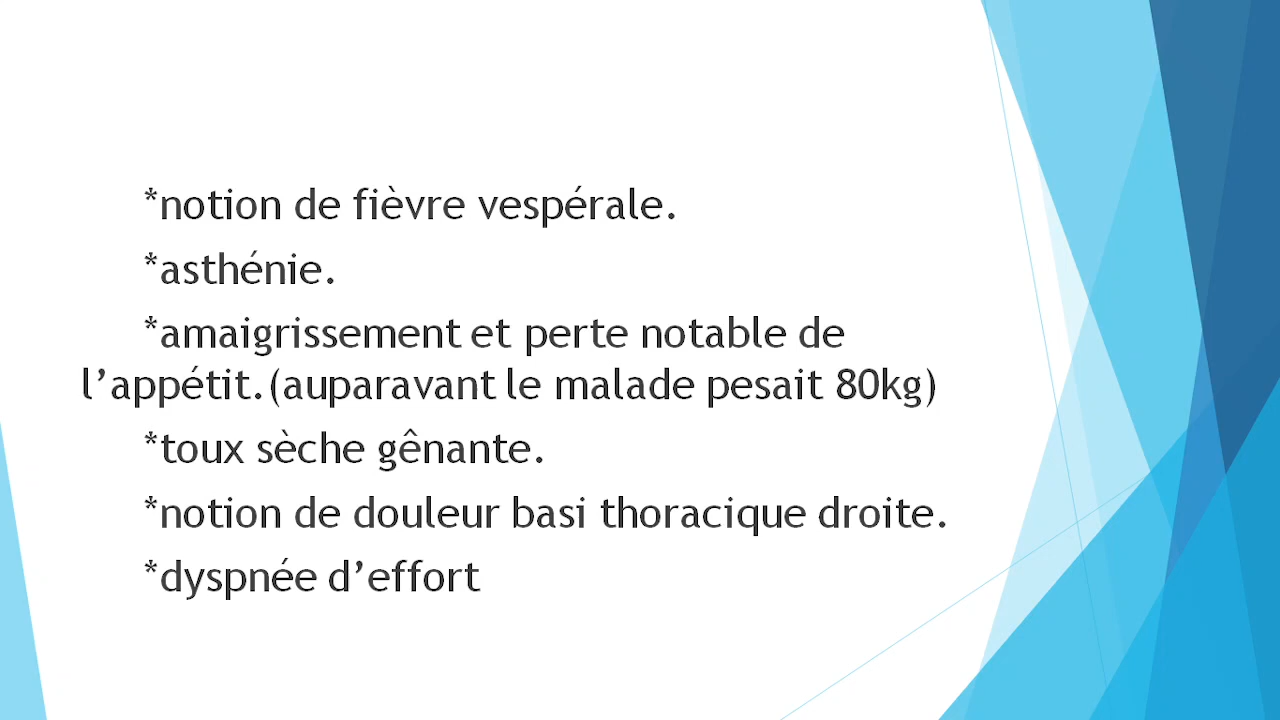 *notion de fièvre vespérale.
*asthénie.
*amaigrissement et perte notable de
l’appétit.(auparavant le malade pesait 80kg)
*toux sèche gênante.
*notion de douleur basi thoracique droite.
*dyspnée d’effort